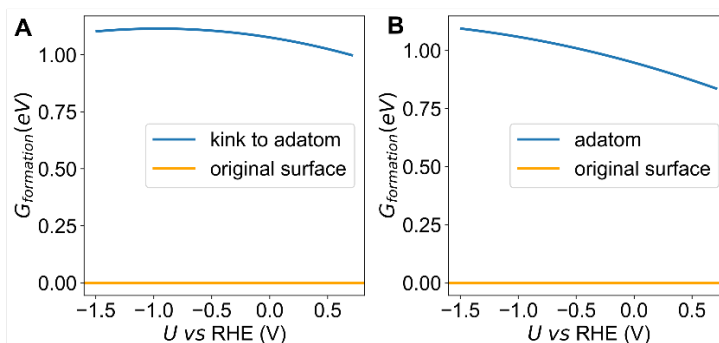 A
G_formation(eV)
1.00
0.75
0.50
0.25
0.00
kink to adatom
original surface
−1.5 −1.0 −0.5 0.0 0.5
U vs RHE (V)
B
G_formation(eV)
1.00
0.75
0.50
0.25
0.00
adatom
original surface
−1.5 −1.0 −0.5 0.0 0.5
U vs RHE (V)